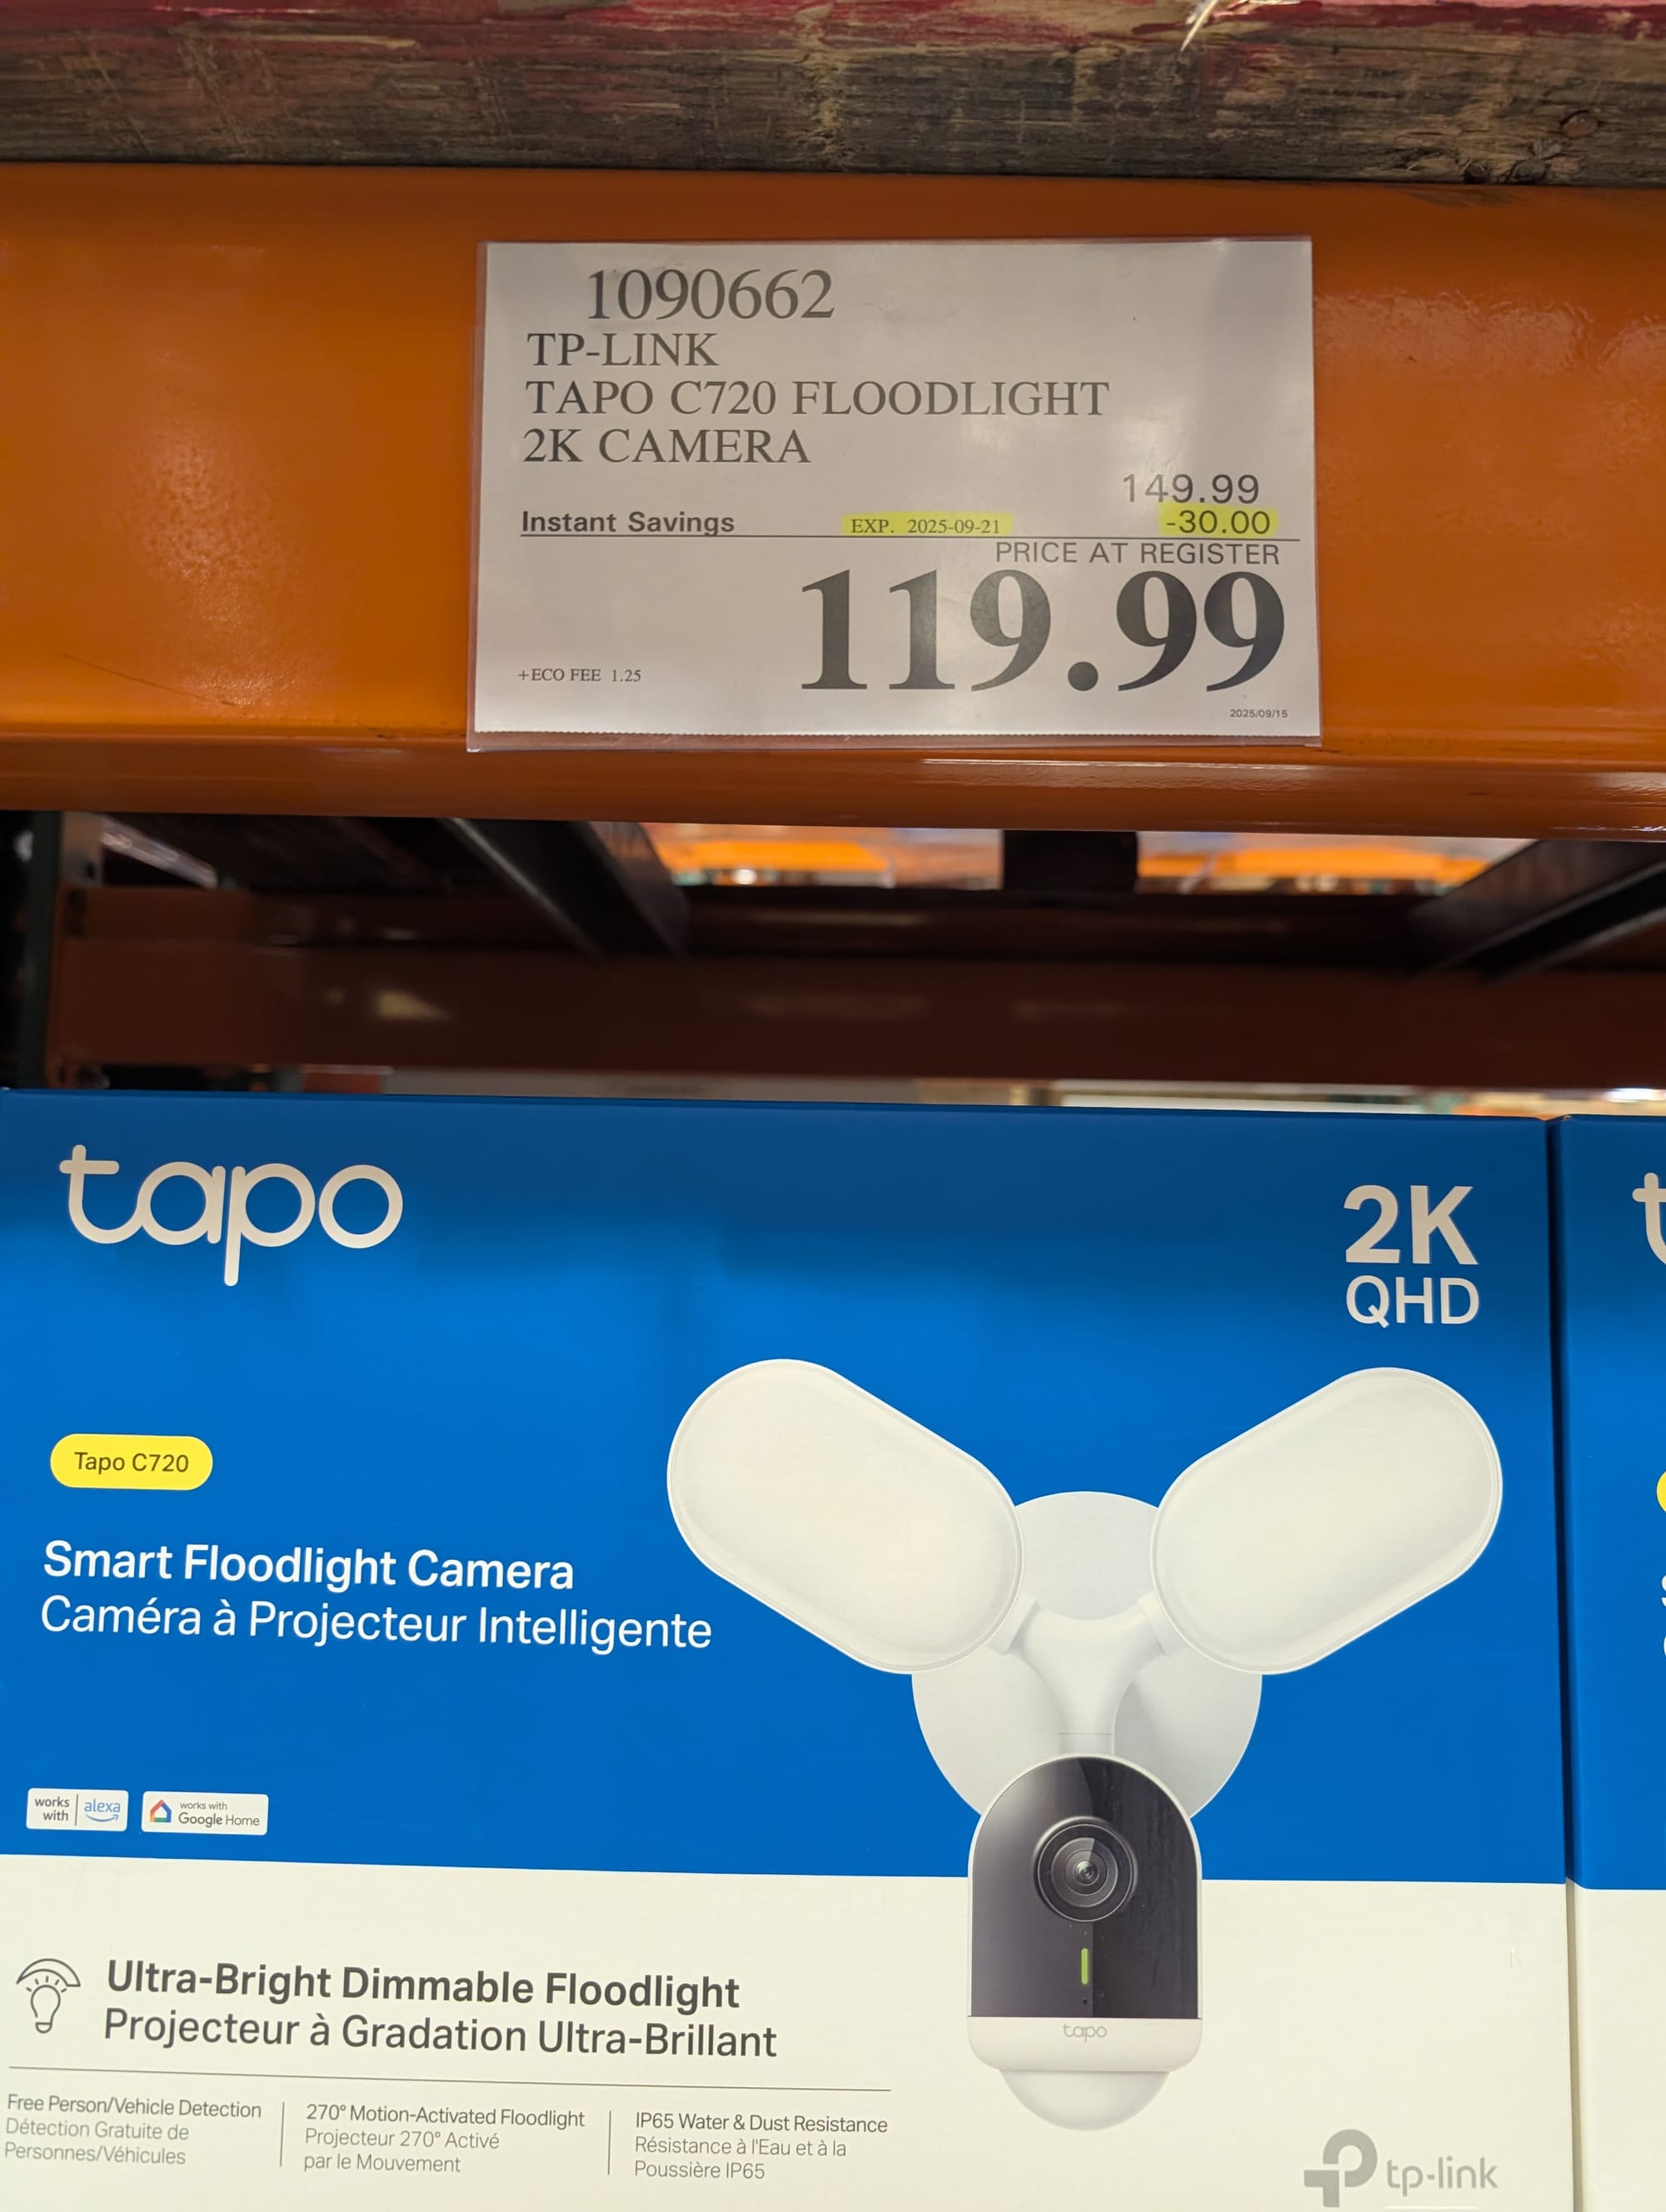 1090662
TP-LINK
TAPO C720 FLOODLIGHT
2K CAMERA
149.99
Instant Savings EXP. 2025-09-21 -30.00
PRICE AT REGISTER
119.99
+ECO FEE 1.25
2025/09/15
tapo
2K
QHD
Tapo C720
Smart Floodlight Camera
Caméra à Projecteur Intelligente
works with alexa
works with Google Home
tapo
Ultra-Bright Dimmable Floodlight
Projecteur à Gradation Ultra-Brillant
Free Person/Vehicle Detection
Détection Gratuite de
Personnes/Véhicules
270° Motion-Activated Floodlight
Projecteur 270° Activé
par le Mouvement
IP65 Water & Dust Resistance
Résistance à l'Eau et à la
Poussière IP65
tp-link